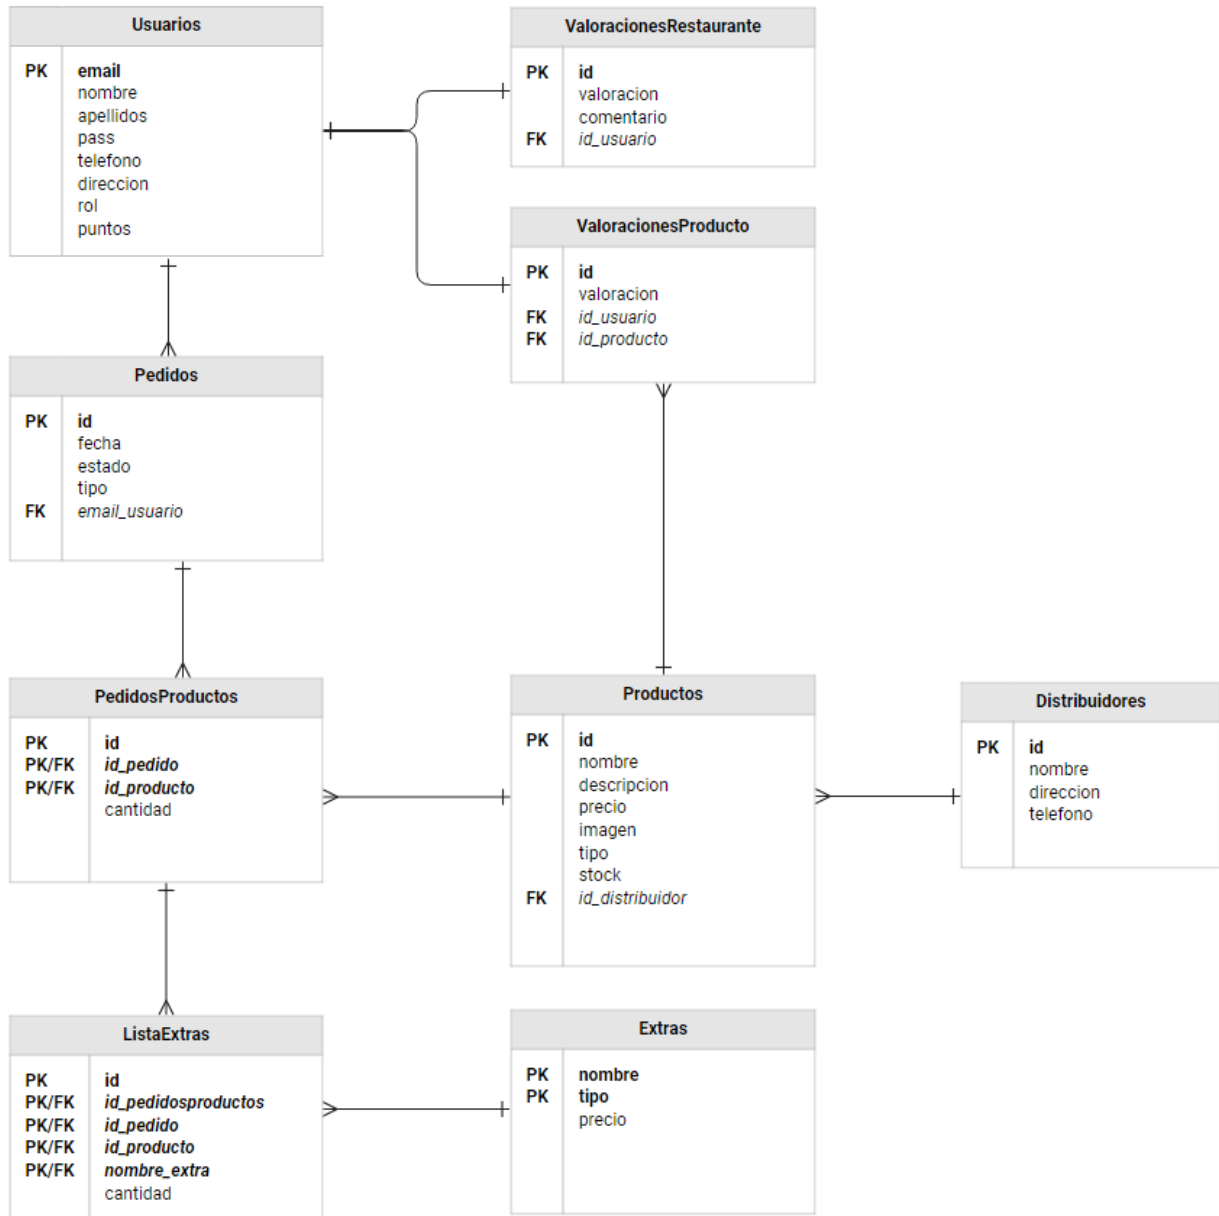 Usuarios
PK email
nombre
apellidos
pass
telefono
direccion
rol
puntos
ValoracionesRestaurante
PK id
valoracion
comentario
FK id_usuario
ValoracionesProducto
PK id
valoracion
FK id_usuario
FK id_producto
Pedidos
PK id
fecha
estado
tipo
FK email_usuario
PedidosProductos
PK id
PK/FK id_pedido
PK/FK id_producto
cantidad
Productos
PK id
nombre
descripcion
precio
imagen
tipo
stock
FK id_distribuidor
Distribuidores
PK id
nombre
direccion
telefono
ListaExtras
PK id
PK/FK id_pedidosproductos
PK/FK id_pedido
PK/FK id_producto
PK/FK nombre_extra
cantidad
Extras
PK nombre
PK tipo
precio